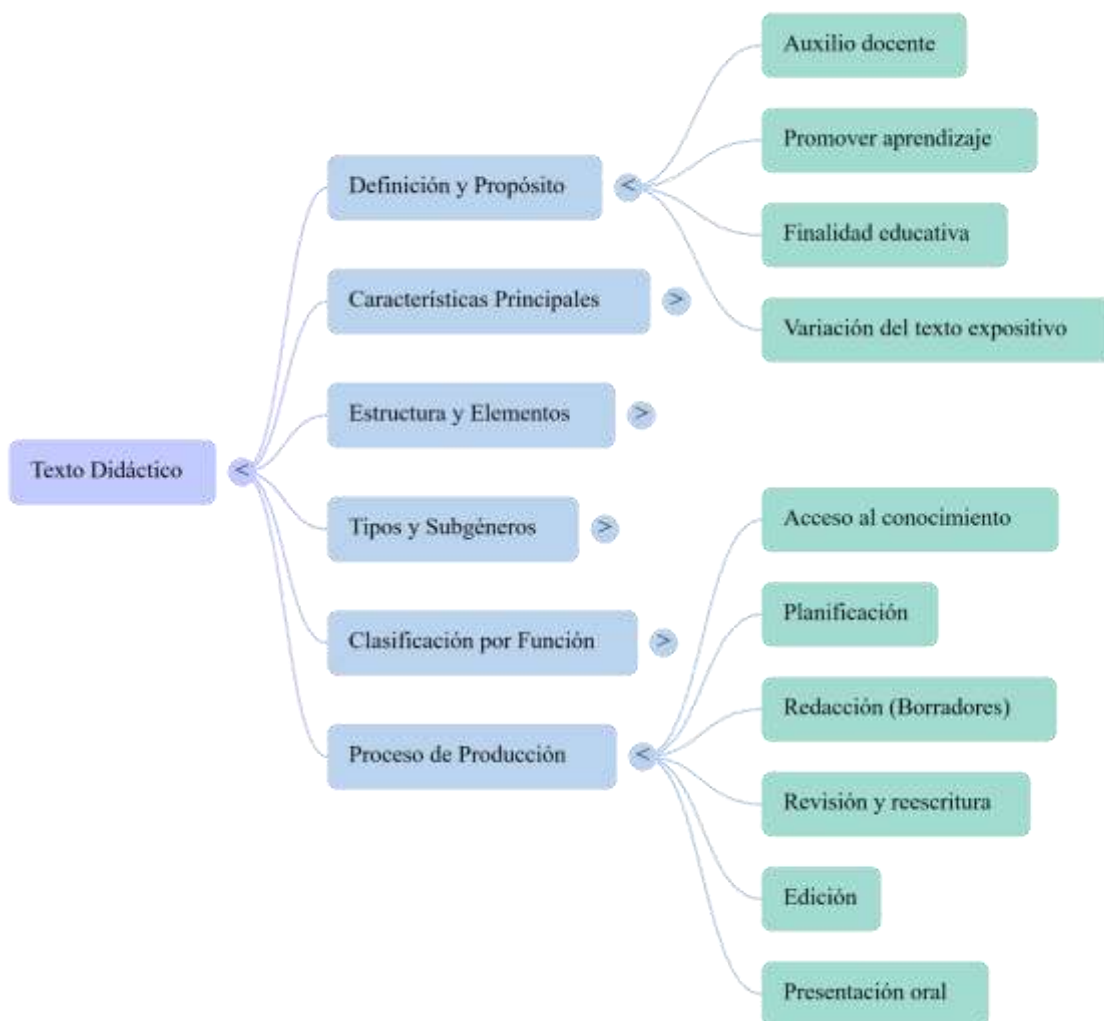 Texto Didáctico
<
Definición y Propósito
<
Auxilio docente
Promover aprendizaje
Finalidad educativa
Variación del texto expositivo
Características Principales
>
Estructura y Elementos
>
Tipos y Subgéneros
>
Clasificación por Función
>
Proceso de Producción
<
Acceso al conocimiento
Planificación
Redacción (Borradores)
Revisión y reescritura
Edición
Presentación oral